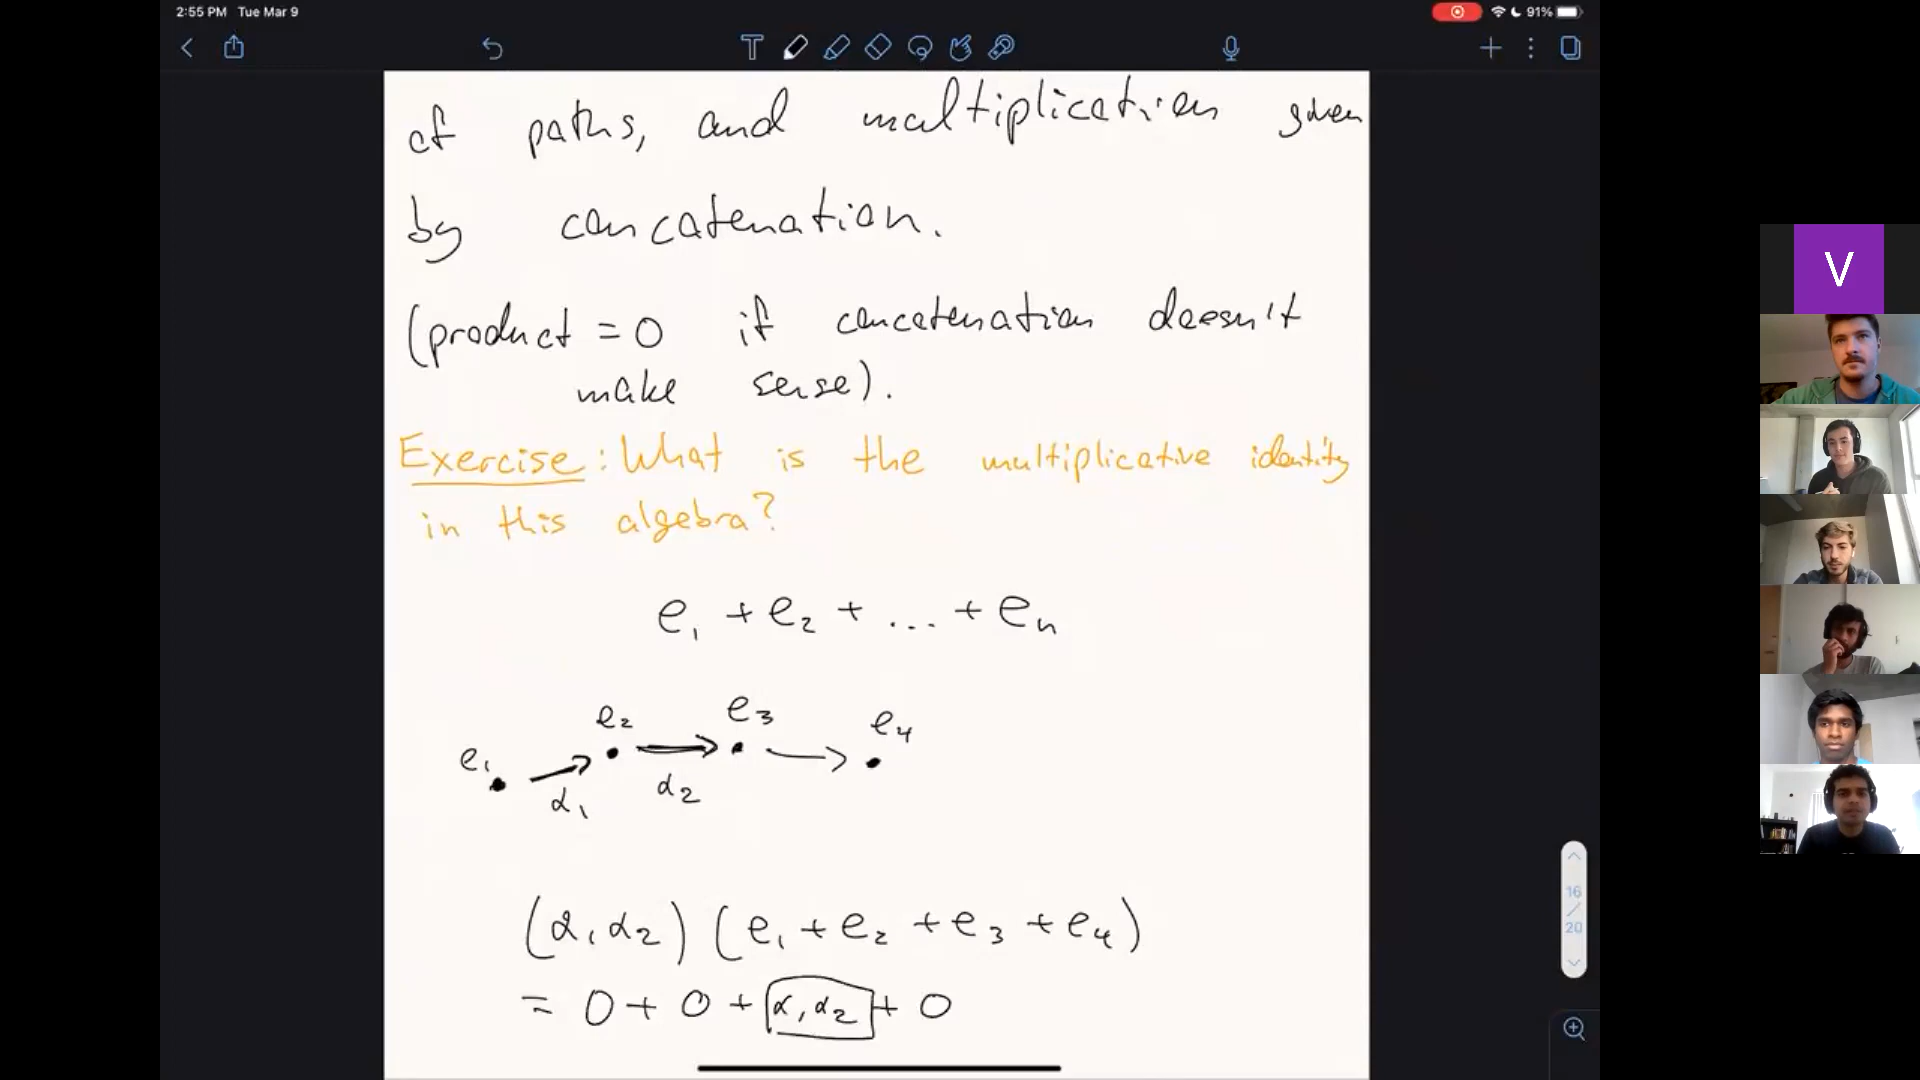 2:55 PM Tue Mar 9
91%
T
of paths, and multiplication given
by concatenation.
(product = 0 if concatenation doesn't
make sense).
Exercise: What is the multiplicative identity
in this algebra?
e₁ + e₂ + ... + eₙ
e₁ e₂ e₃ e₄
α₁ α₂
(α₁α₂) (e₁ + e₂ + e₃ + e₄)
= 0 + 0 + α₁α₂ + 0
16
/
20
V